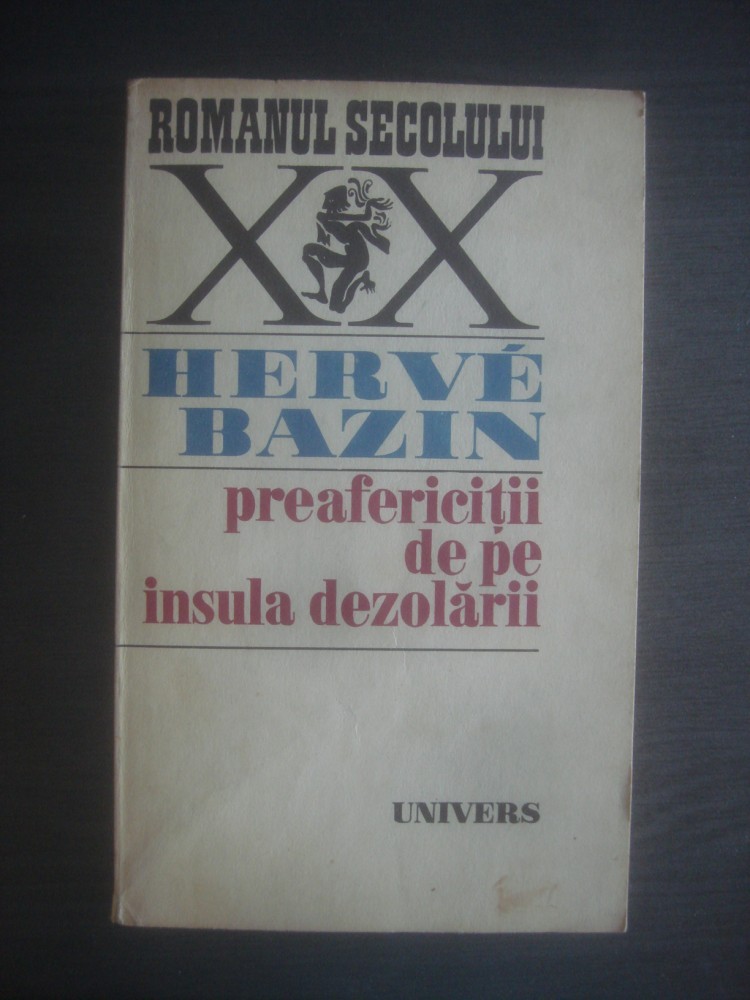 ROMANUL SECOLULUI
XX
HERVÉ
BAZIN
preafericiții
de pe
insula dezolării
UNIVERS